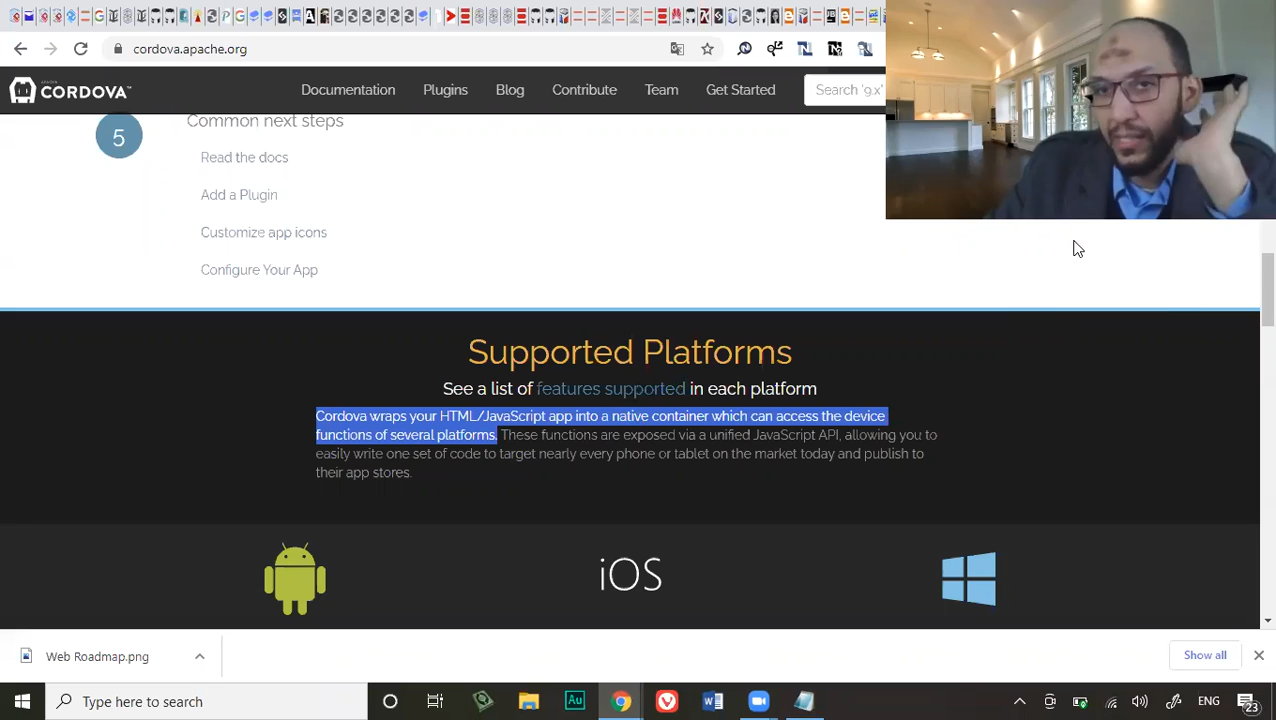 cordova.apache.org
APACHE
CORDOVA™
Documentation
Plugins
Blog
Contribute
Team
Get Started
Search 'g.x'
5
Common next steps
Read the docs
Add a Plugin
Customize app icons
Configure Your App
Supported Platforms
See a list of features supported in each platform
Cordova wraps your HTML/JavaScript app into a native container which can access the device
functions of several platforms. These functions are exposed via a unified JavaScript API, allowing you to
easily write one set of code to target nearly every phone or tablet on the market today and publish to
their app stores.
iOS
Web Roadmap.png
Show all
Type here to search
Au
ENG
23